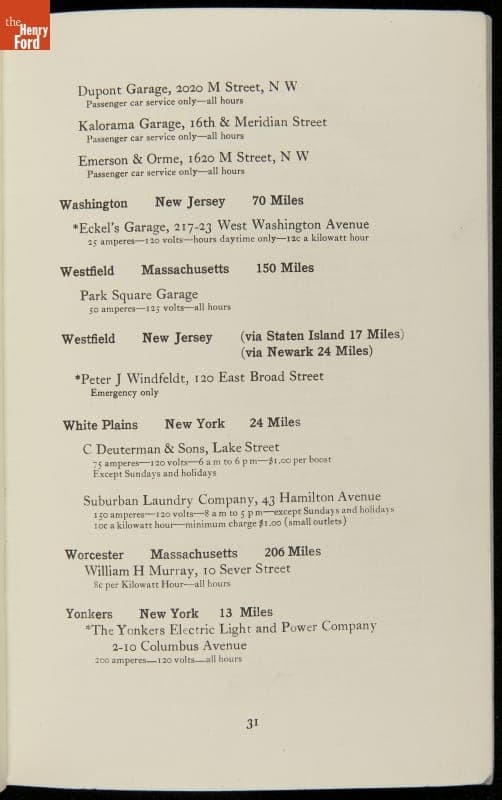 the
Henry
Ford
Dupont Garage, 2020 M Street, N W
Passenger car service only—all hours
Kalorama Garage, 16th & Meridian Street
Passenger car service only—all hours
Emerson & Orme, 1620 M Street, N W
Passenger car service only—all hours
Washington New Jersey 70 Miles
*Eckel's Garage, 217-23 West Washington Avenue
25 amperes—120 volts—hours daytime only—12c a kilowatt hour
Westfield Massachusetts 150 Miles
Park Square Garage
50 amperes—125 volts—all hours
Westfield New Jersey (via Staten Island 17 Miles)
(via Newark 24 Miles)
*Peter J Windfeldt, 120 East Broad Street
Emergency only
White Plains New York 24 Miles
C Deuterman & Sons, Lake Street
75 amperes—120 volts—6 a m to 6 p m—$1.00 per boost
Except Sundays and holidays
Suburban Laundry Company, 43 Hamilton Avenue
150 amperes—120 volts—8 a m to 5 p m—except Sundays and holidays
10c a kilowatt hour—minimum charge $1.00 (small outlets)
Worcester Massachusetts 206 Miles
William H Murray, 10 Sever Street
8c per Kilowatt Hour—all hours
Yonkers New York 13 Miles
*The Yonkers Electric Light and Power Company
2-10 Columbus Avenue
200 amperes—120 volts—all hours
31